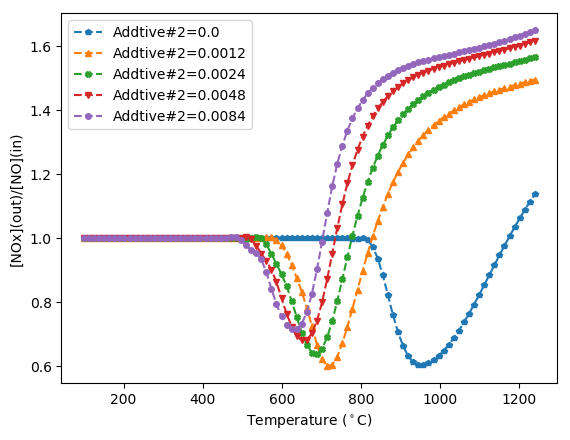 Addtive#2=0.0
Addtive#2=0.0012
Addtive#2=0.0024
Addtive#2=0.0048
Addtive#2=0.0084
[NOx](out)/[NO](in)
1.6
1.4
1.2
1.0
0.8
0.6
200 400 600 800 1000 1200
Temperature (°C)